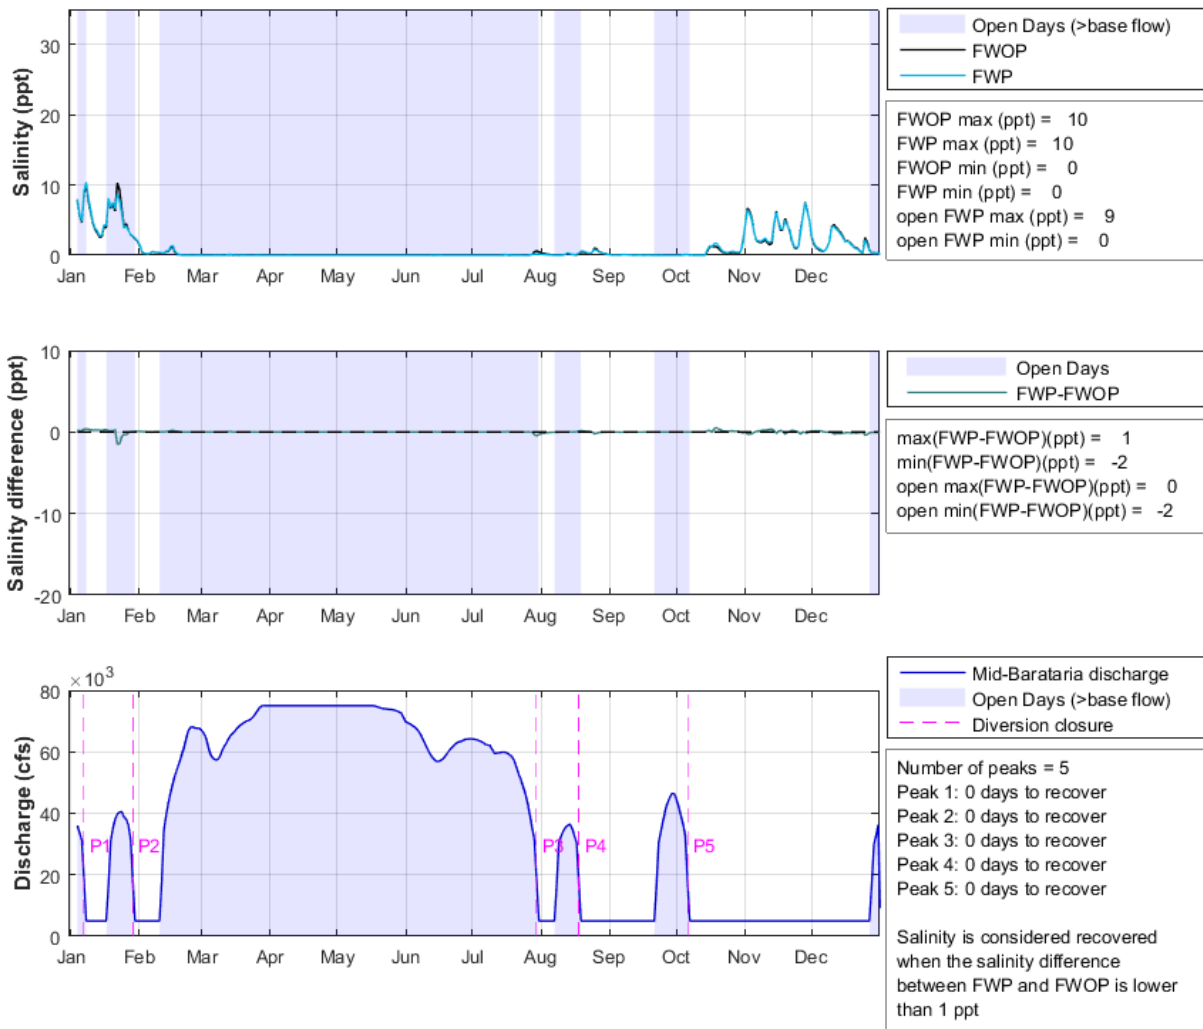 Salinity (ppt)
30
20
10
0
Jan Feb Mar Apr May Jun Jul Aug Sep Oct Nov Dec
Open Days (>base flow)
FWOP
FWP
FWOP max (ppt) = 10
FWP max (ppt) = 10
FWOP min (ppt) = 0
FWP min (ppt) = 0
open FWP max (ppt) = 9
open FWP min (ppt) = 0
Salinity difference (ppt)
10
0
-10
-20
Jan Feb Mar Apr May Jun Jul Aug Sep Oct Nov Dec
Open Days
FWP-FWOP
max(FWP-FWOP)(ppt) = 1
min(FWP-FWOP)(ppt) = -2
open max(FWP-FWOP)(ppt) = 0
open min(FWP-FWOP)(ppt) = -2
Discharge (cfs)
× 10³
80
60
40
20
0
P1 P2 P3 P4 P5
Jan Feb Mar Apr May Jun Jul Aug Sep Oct Nov Dec
Mid-Barataria discharge
Open Days (>base flow)
Diversion closure
Number of peaks = 5
Peak 1: 0 days to recover
Peak 2: 0 days to recover
Peak 3: 0 days to recover
Peak 4: 0 days to recover
Peak 5: 0 days to recover
Salinity is considered recovered
when the salinity difference
between FWP and FWOP is lower
than 1 ppt